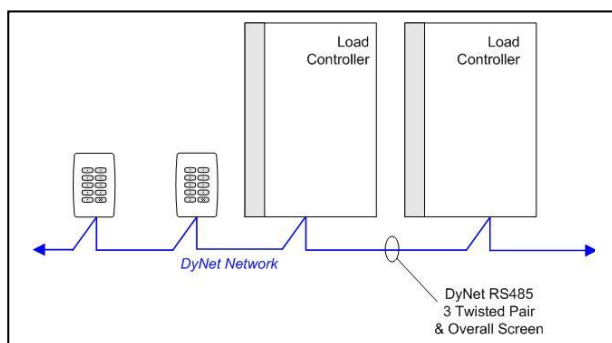 Load
Controller
Load
Controller
DyNet Network
DyNet RS485
3 Twisted Pair
& Overall Screen